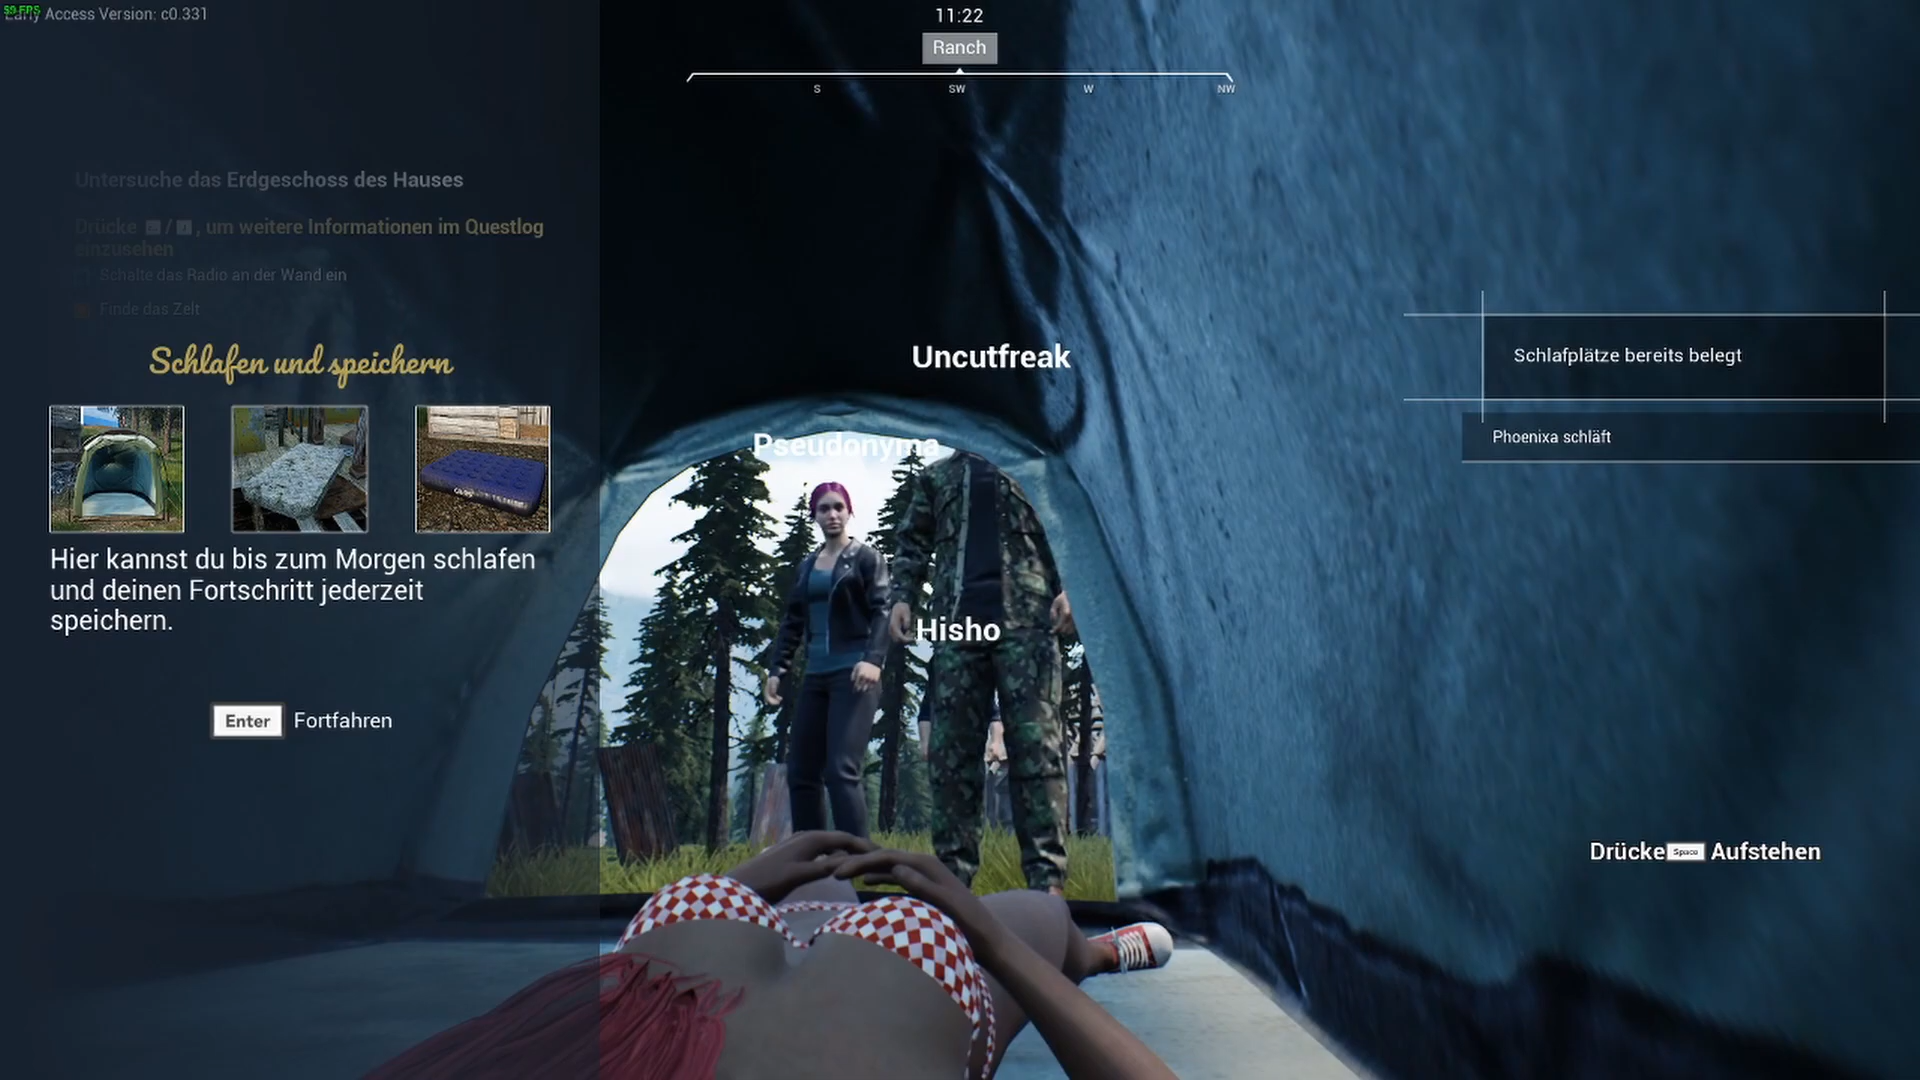 Early Access Version: c0.331
59 FPS
11:22
Ranch
S SW W NW
Untersuche das Erdgeschoss des Hauses
Drücke / , um weitere Informationen im Questlog
einzusehen
Schalte das Radio an der Wand ein
Finde das Zelt
Schlafen und speichern
Hier kannst du bis zum Morgen schlafen
und deinen Fortschritt jederzeit
speichern.
Enter Fortfahren
Uncutfreak
Pseudonyma
Hisho
Schlafplätze bereits belegt
Phoenixa schläft
Drücke Space Aufstehen